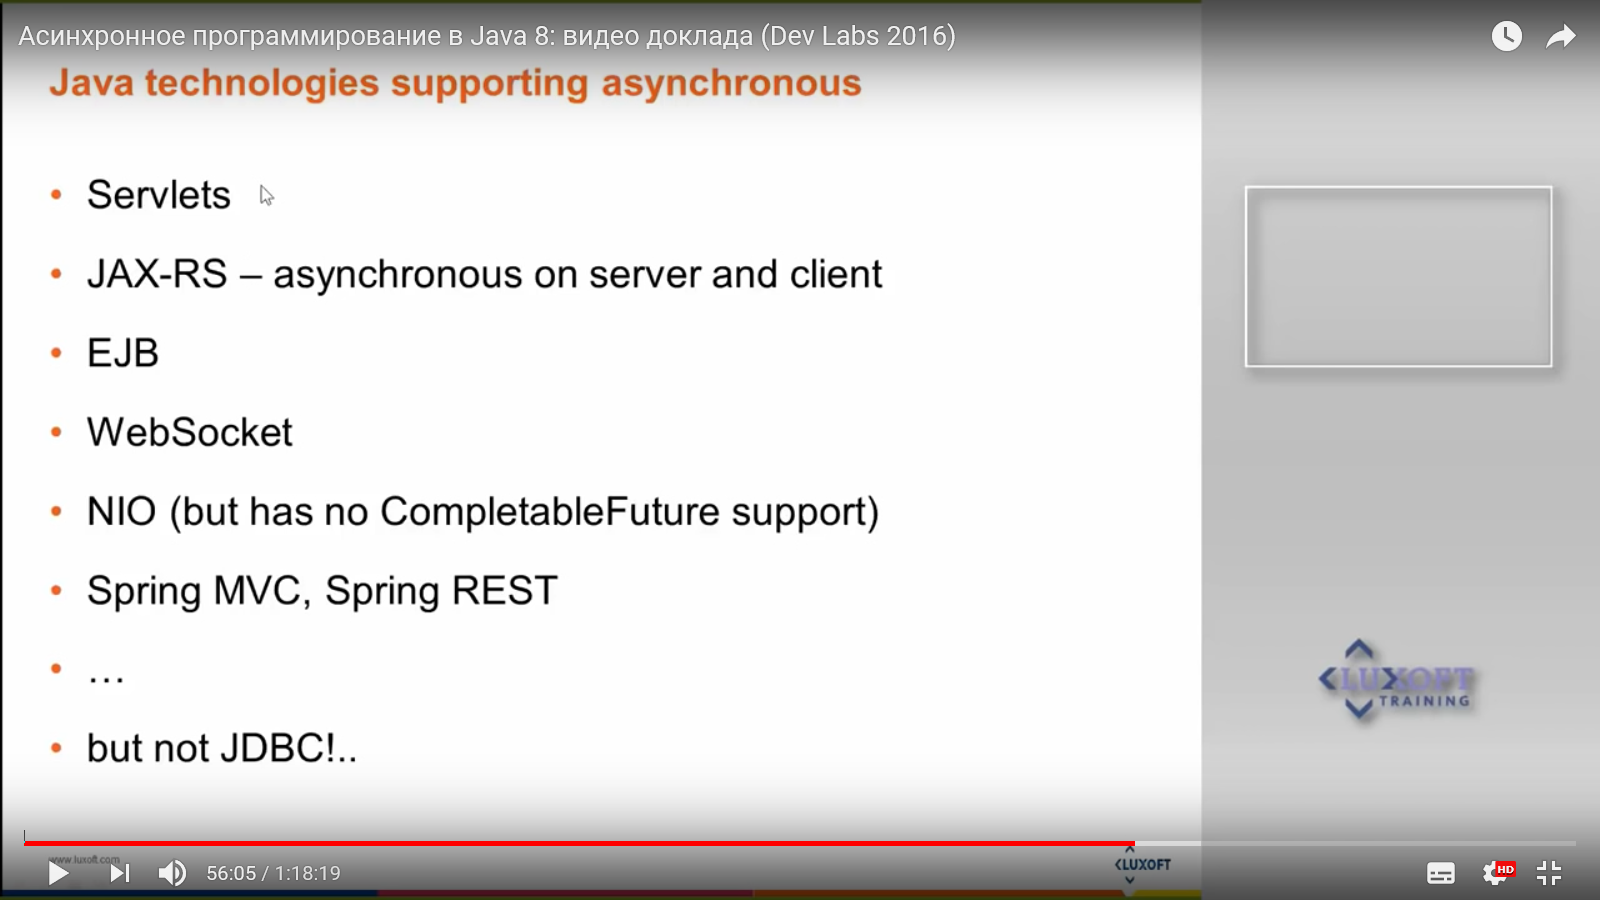 Асинхронное программирование в Java 8: видео доклада (Dev Labs 2016)
Java technologies supporting asynchronous
• Servlets
• JAX-RS – asynchronous on server and client
• EJB
• WebSocket
• NIO (but has no CompletableFuture support)
• Spring MVC, Spring REST
• …
• but not JDBC!..
LUXOFT
TRAINING
www.luxoft.com
56:05 / 1:18:19
LUXOFT
HD